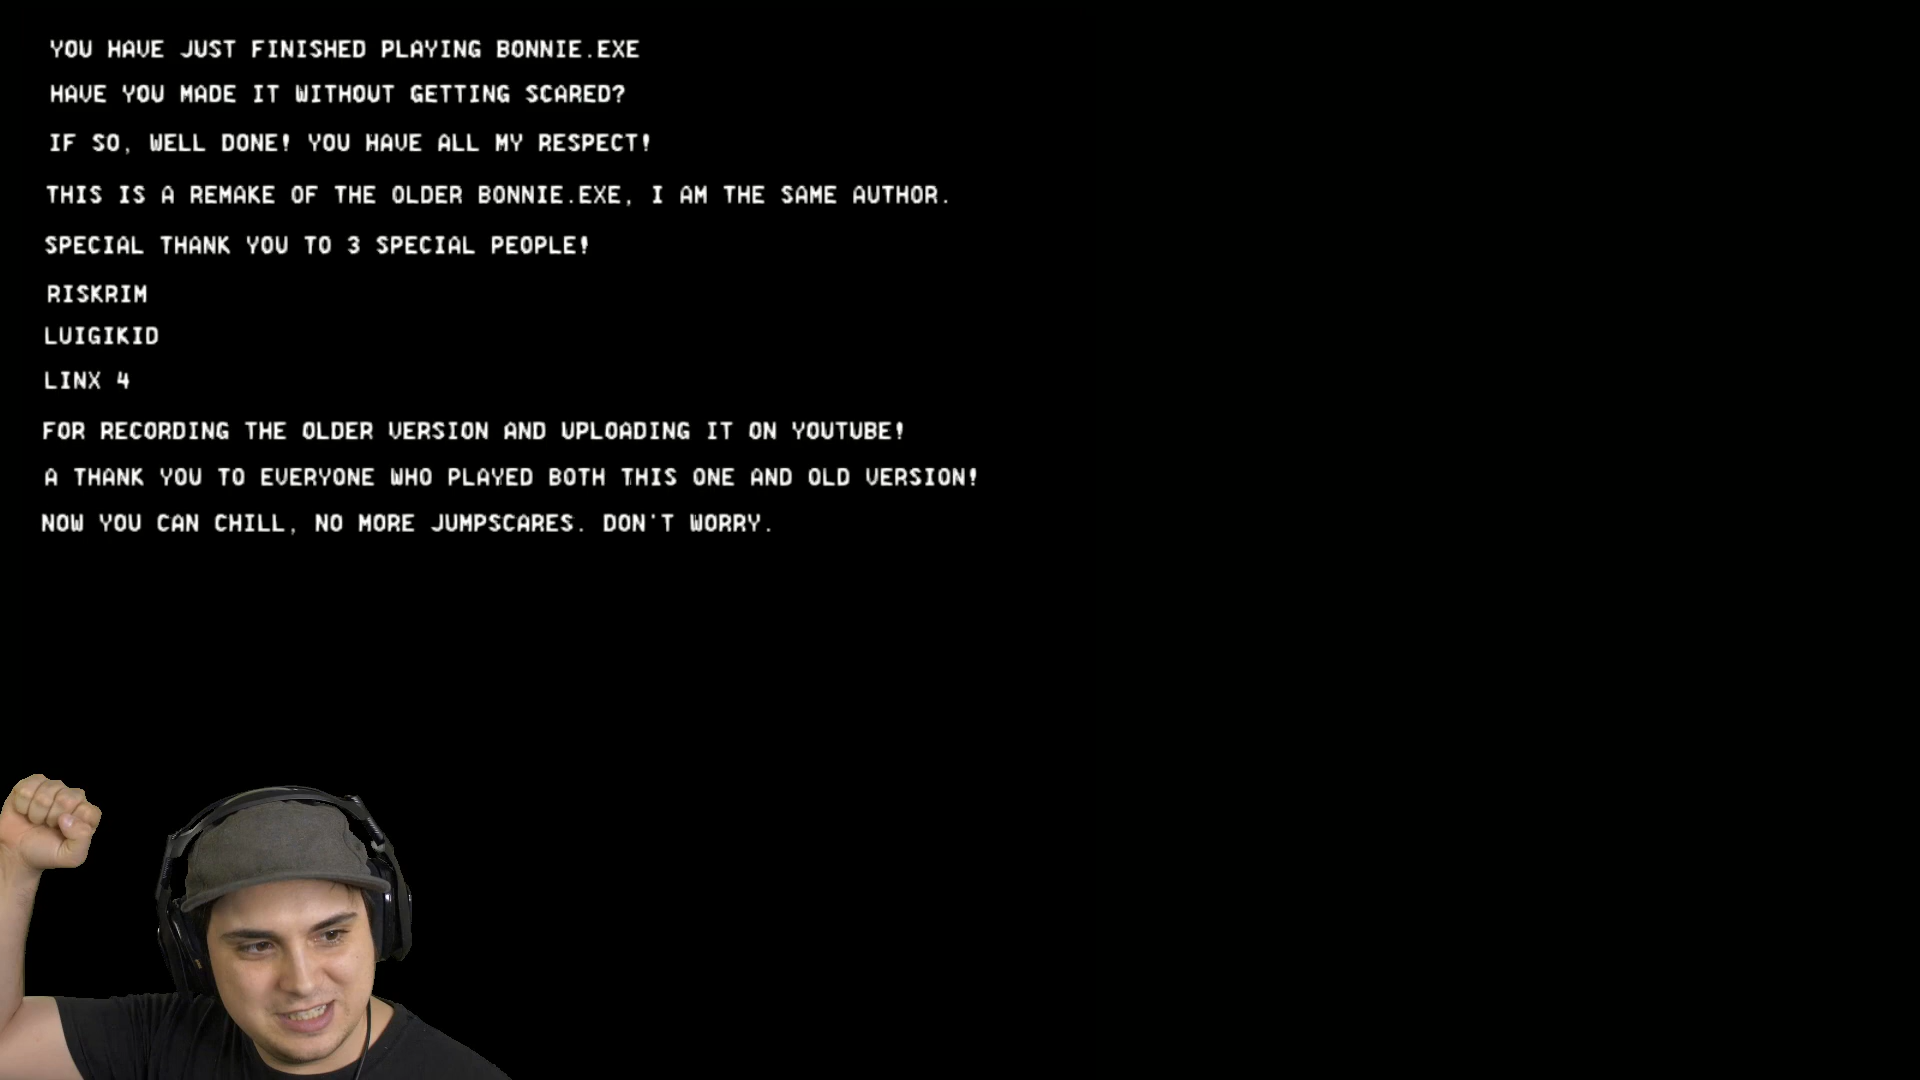 YOU HAVE JUST FINISHED PLAYING BONNIE.EXE
HAVE YOU MADE IT WITHOUT GETTING SCARED?
IF SO, WELL DONE! YOU HAVE ALL MY RESPECT!
THIS IS A REMAKE OF THE OLDER BONNIE.EXE, I AM THE SAME AUTHOR.
SPECIAL THANK YOU TO 3 SPECIAL PEOPLE!
RISKRIM
LUIGIKID
LINX 4
FOR RECORDING THE OLDER VERSION AND UPLOADING IT ON YOUTUBE!
A THANK YOU TO EVERYONE WHO PLAYED BOTH THIS ONE AND OLD VERSION!
NOW YOU CAN CHILL, NO MORE JUMPSCARES. DON'T WORRY.